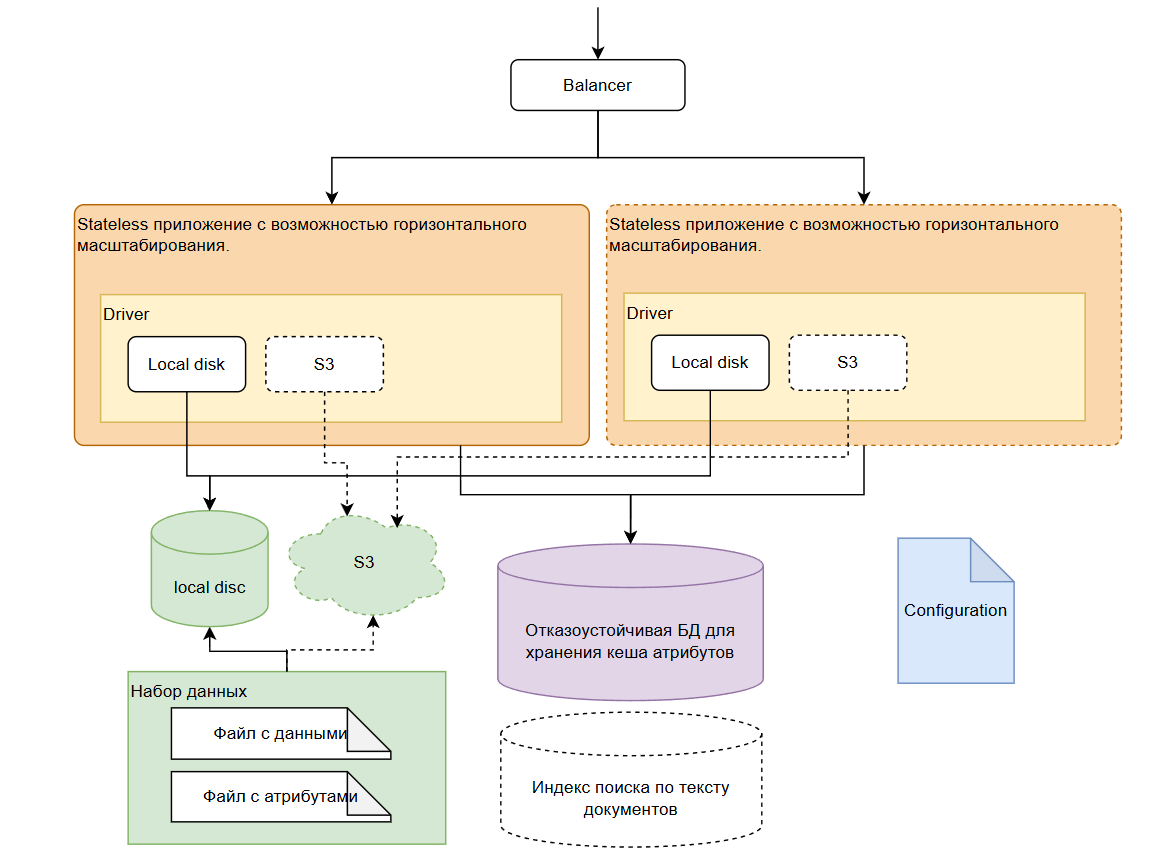 Balancer
Stateless приложение с возможностью горизонтального
масштабирования.
Driver
Local disk
S3
Stateless приложение с возможностью горизонтального
масштабирования.
Driver
Local disk
S3
local disc
S3
Отказоустойчивая БД для
хранения кеша атрибутов
Configuration
Набор данных
Файл с данными
Файл с атрибутами
Индекс поиска по тексту
документов